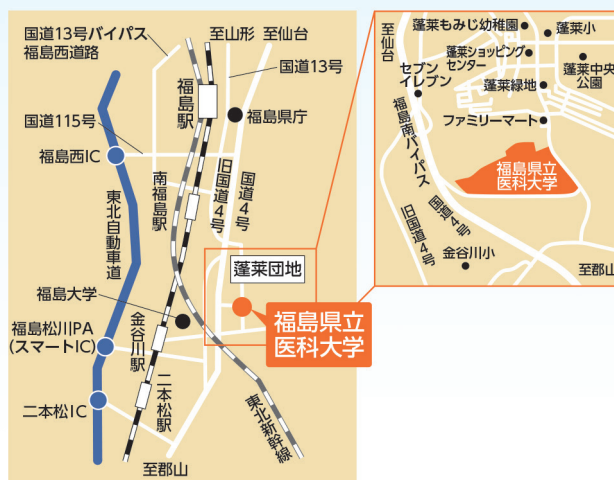 国道13号バイパス
福島西道路
至山形
至仙台
国道13号
福島駅
福島県庁
国道115号
福島西IC
東北自動車道
南福島駅
旧国道4号
国道4号
蓬莱団地
福島大学
福島県立
医科大学
福島松川PA
(スマートIC)
金谷川駅
二本松駅
二本松IC
東北新幹線
至郡山
至仙台
蓬莱もみじ幼稚園
蓬莱小
蓬莱ショッピング
センター
蓬莱中央
公園
セブン
イレブン
蓬莱緑地
ファミリーマート
福島南バイパス
福島県立
医科大学
旧国道4号
国道4号
金谷川小
至郡山